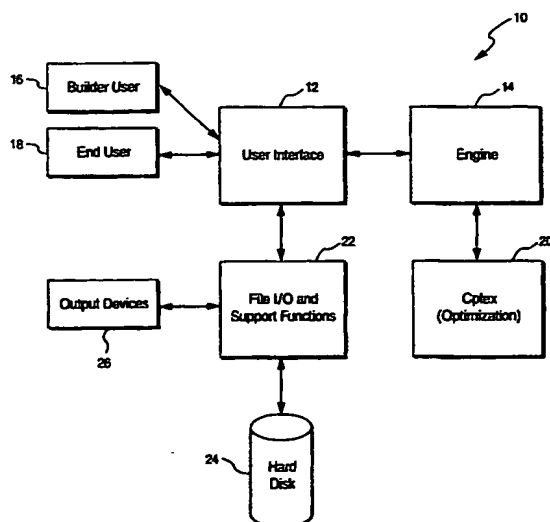 10
16
Builder User
12
14
18
End User
User Interface
Engine
22
20
Output Devices
26
File I/O and
Support Functions
Cplex
(Optimization)
24
Hard
Disk